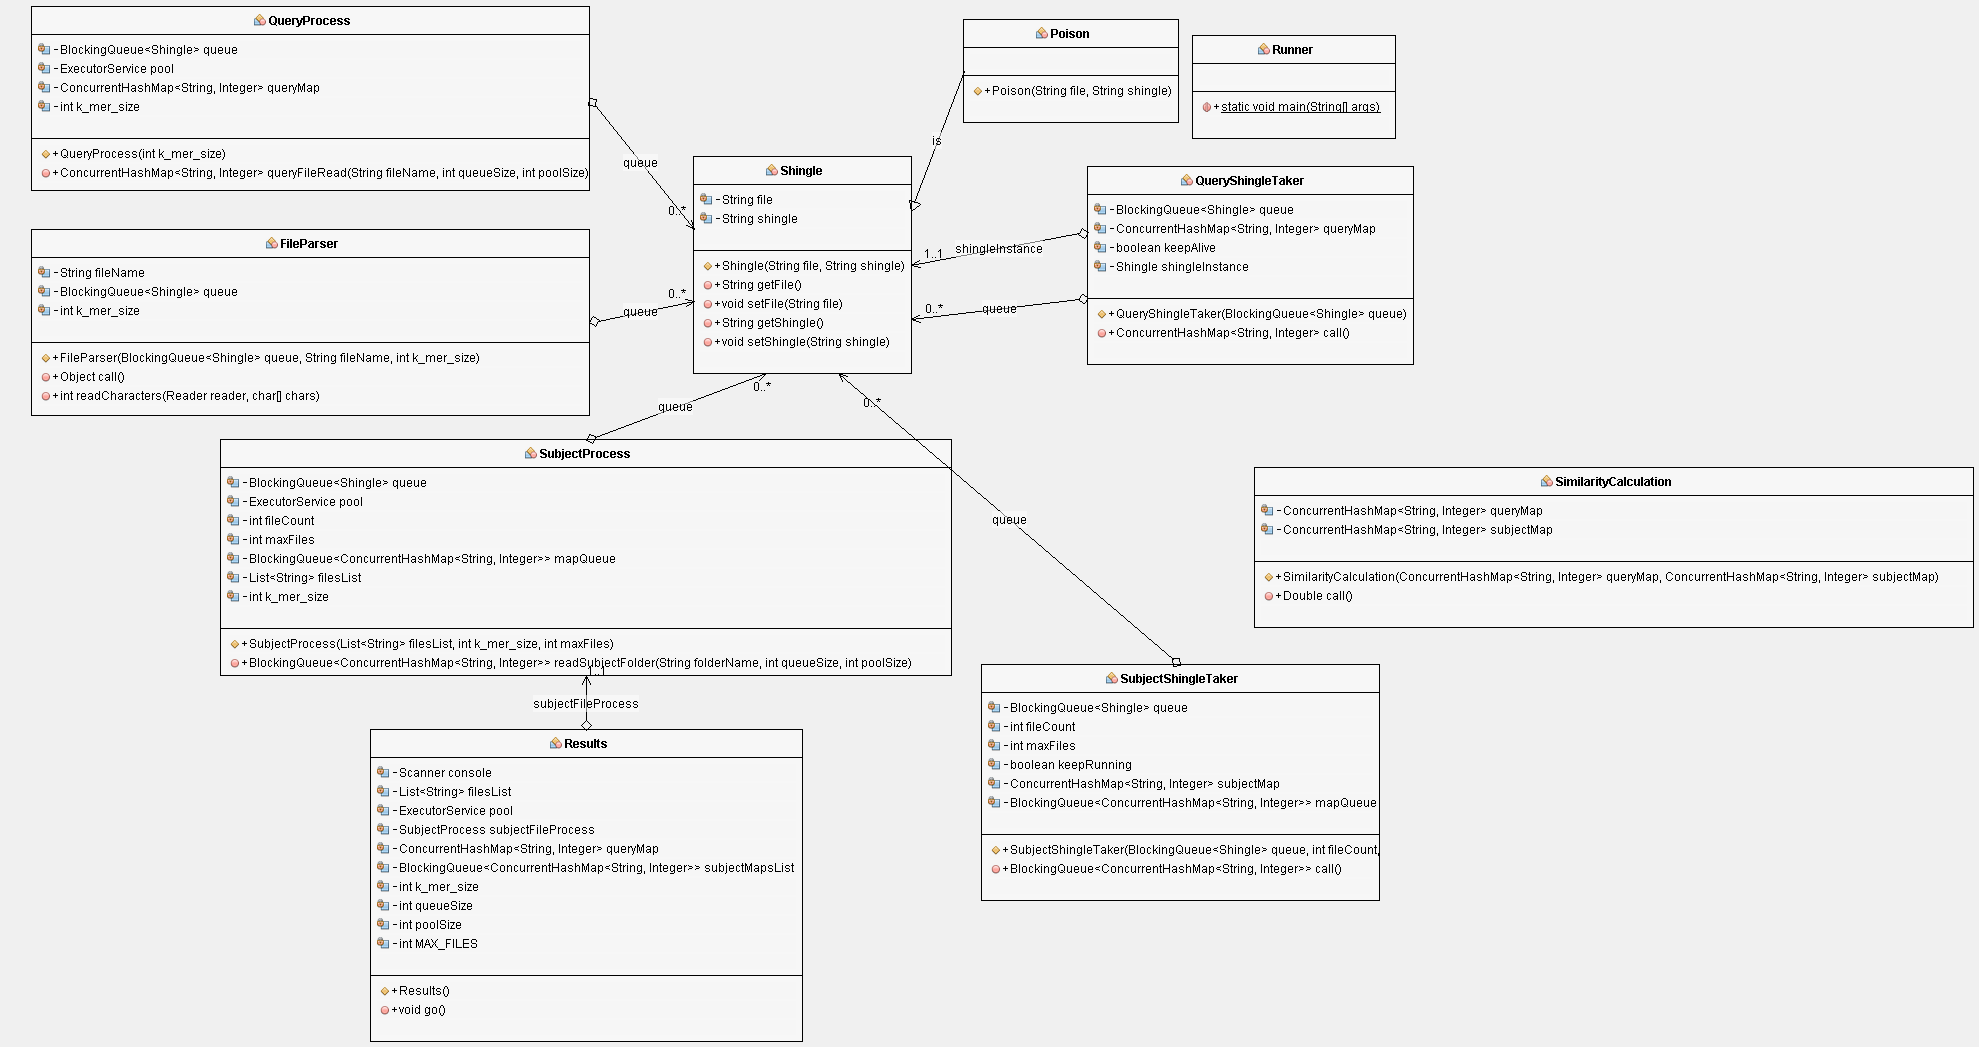 QueryProcess
-BlockingQueue<Shingle> queue
-ExecutorService pool
-ConcurrentHashMap<String, Integer> queryMap
-int k_mer_size
+QueryProcess(int k_mer_size)
+ConcurrentHashMap<String, Integer> queryFileRead(String fileName, int queueSize, int poolSize)
Poison
+Poison(String file, String shingle)
Runner
+static void main(String[] args)
is
queue
0..*
Shingle
-String file
-String shingle
+Shingle(String file, String shingle)
+String getFile()
+void setFile(String file)
+String getShingle()
+void setShingle(String shingle)
QueryShingleTaker
-BlockingQueue<Shingle> queue
-ConcurrentHashMap<String, Integer> queryMap
-boolean keepAlive
-Shingle shingleInstance
+QueryShingleTaker(BlockingQueue<Shingle> queue)
+ConcurrentHashMap<String, Integer> call()
1..1
shingleInstance
0..*
queue
FileParser
-String fileName
-BlockingQueue<Shingle> queue
-int k_mer_size
+FileParser(BlockingQueue<Shingle> queue, String fileName, int k_mer_size)
+Object call()
+int readCharacters(Reader reader, char[] chars)
0..*
queue
0..*
queue
0..*
queue
SubjectProcess
-BlockingQueue<Shingle> queue
-ExecutorService pool
-int fileCount
-int maxFiles
-BlockingQueue<ConcurrentHashMap<String, Integer>> mapQueue
-List<String> filesList
-int k_mer_size
+SubjectProcess(List<String> filesList, int k_mer_size, int maxFiles)
+BlockingQueue<ConcurrentHashMap<String, Integer>> readSubjectFolder(String folderName, int queueSize, int poolSize)
1..1
subjectFileProcess
SimilarityCalculation
-ConcurrentHashMap<String, Integer> queryMap
-ConcurrentHashMap<String, Integer> subjectMap
+SimilarityCalculation(ConcurrentHashMap<String, Integer> queryMap, ConcurrentHashMap<String, Integer> subjectMap)
+Double call()
SubjectShingleTaker
-BlockingQueue<Shingle> queue
-int fileCount
-int maxFiles
-boolean keepRunning
-ConcurrentHashMap<String, Integer> subjectMap
-BlockingQueue<ConcurrentHashMap<String, Integer>> mapQueue
+SubjectShingleTaker(BlockingQueue<Shingle> queue, int fileCount,
+BlockingQueue<ConcurrentHashMap<String, Integer>> call()
Results
-Scanner console
-List<String> filesList
-ExecutorService pool
-SubjectProcess subjectFileProcess
-ConcurrentHashMap<String, Integer> queryMap
-BlockingQueue<ConcurrentHashMap<String, Integer>> subjectMapsList
-int k_mer_size
-int queueSize
-int poolSize
-int MAX_FILES
+Results()
+void go()